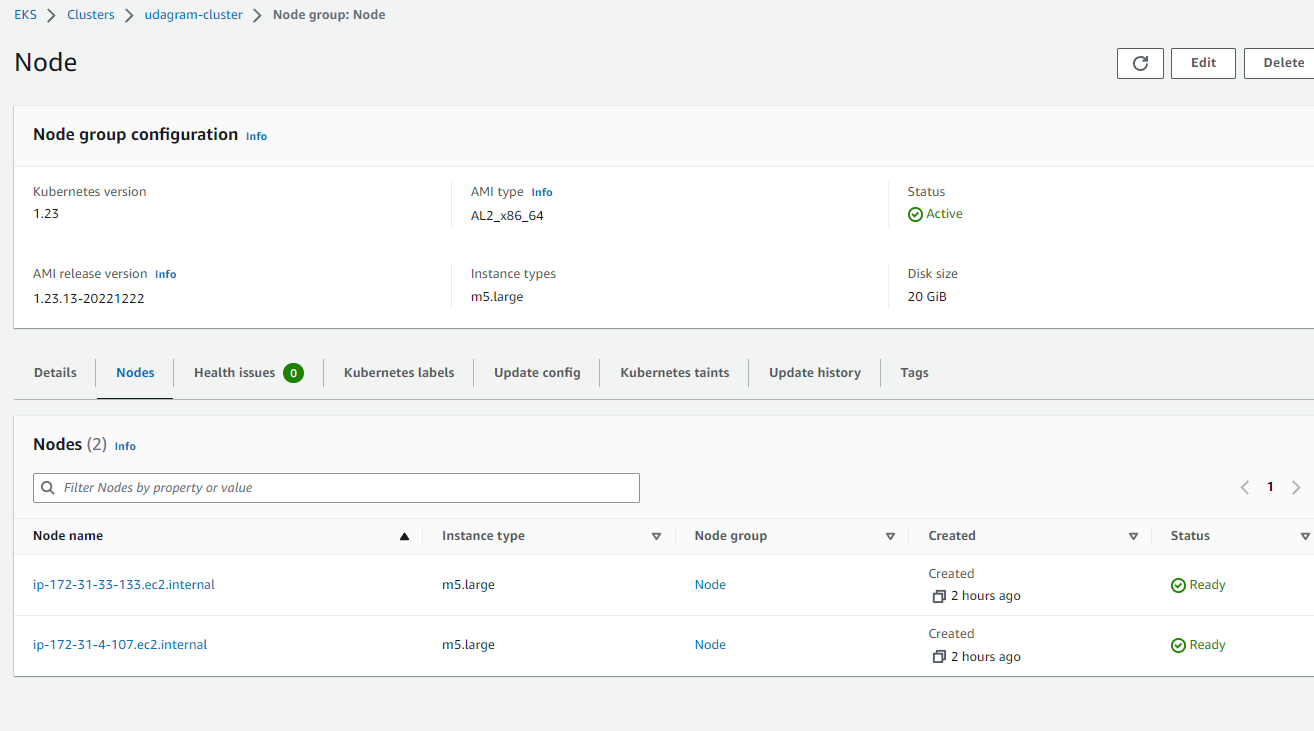 EKS Clusters udagram-cluster Node group: Node
Node
Edit Delete
Node group configuration Info
Kubernetes version AMI type Info Status
1.23 AL2_x86_64 Active
AMI release version Info Instance types Disk size
1.23.13-20221222 m5.large 20 GiB
Details Nodes Health issues 0 Kubernetes labels Update config Kubernetes taints Update history Tags
Nodes (2) Info
Filter Nodes by property or value 1
Node name Instance type Node group Created Status
Created
ip-172-31-33-133.ec2.internal m5.large Node 2 hours ago Ready
Created
ip-172-31-4-107.ec2.internal m5.large Node 2 hours ago Ready